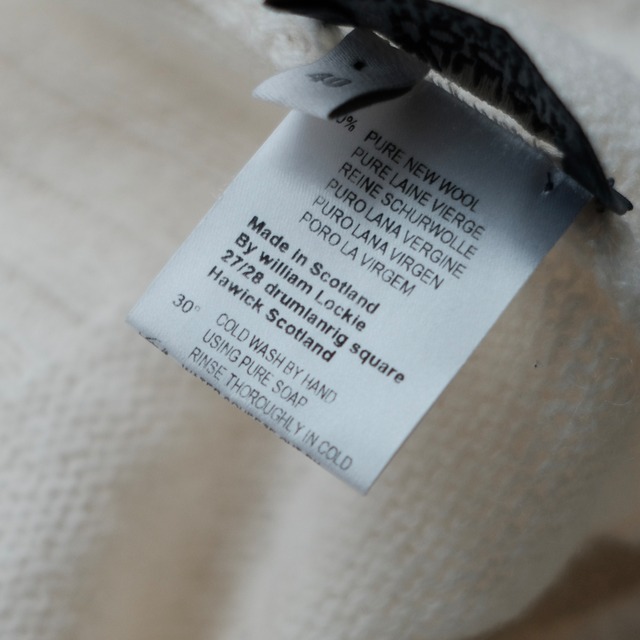 40
0%
PURE NEW WOOL
PURE LAINE VIERGE
REINE SCHURWOLLE
PURO LANA VERGINE
PURO LANA VIRGEN
PORO LA VIRGEM
Made in Scotland
By william Lockie
27/28 drumlanrig square
Hawick Scotland
30°
COLD WASH BY HAND
USING PURE SOAP
RINSE THOROUGHLY IN COLD